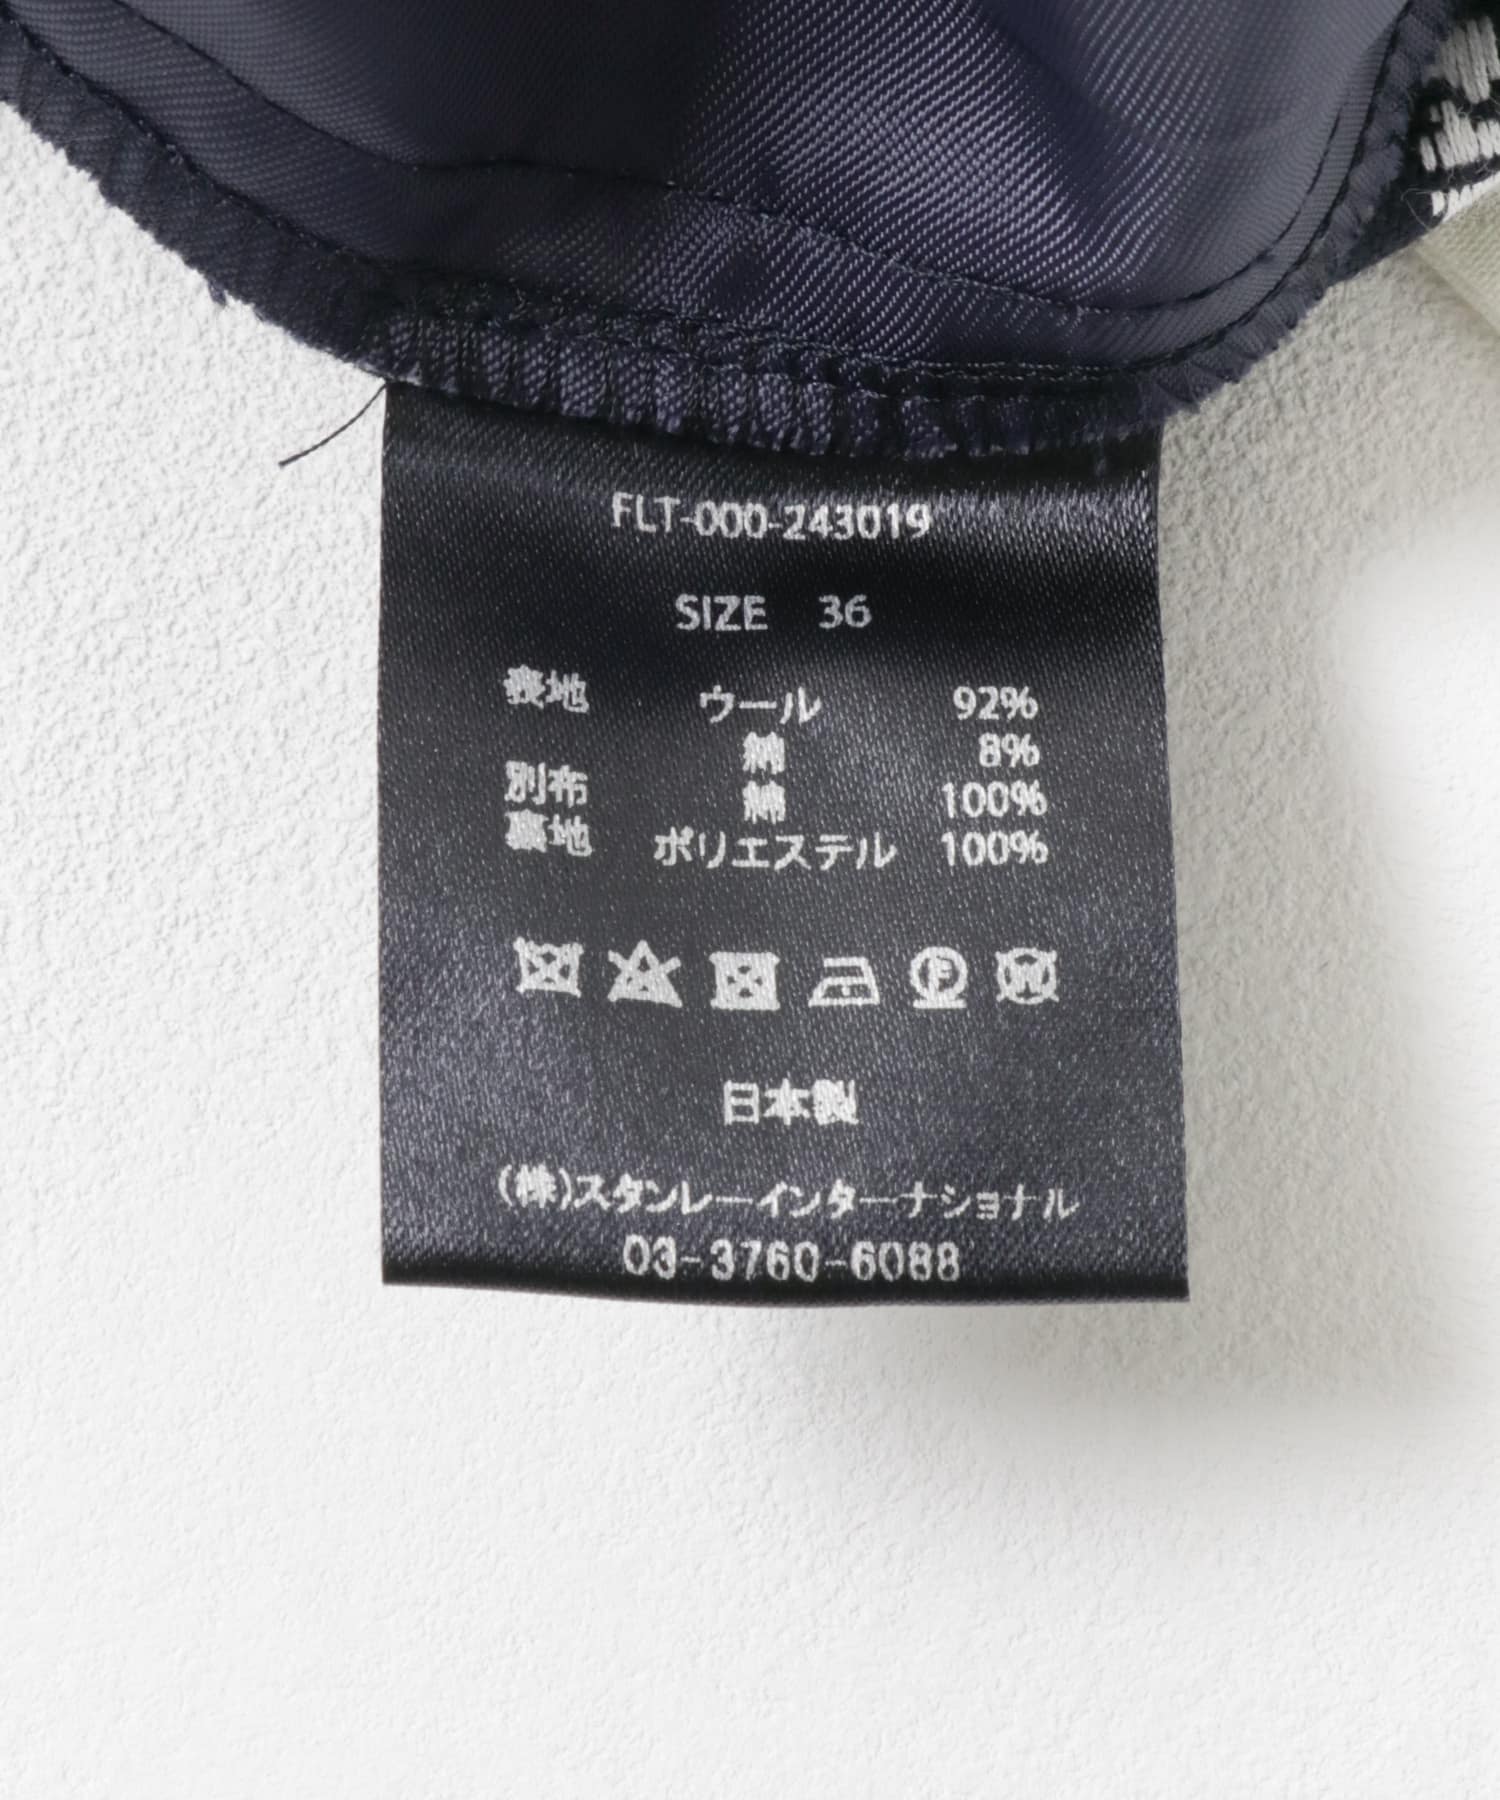 FLT-000-243019
SIZE 36
表地 ウール 92%
綿 8%
別布 綿 100%
裏地 ポリエステル 100%
日本製
(株)スタンレーインターナショナル
03-3760-6088